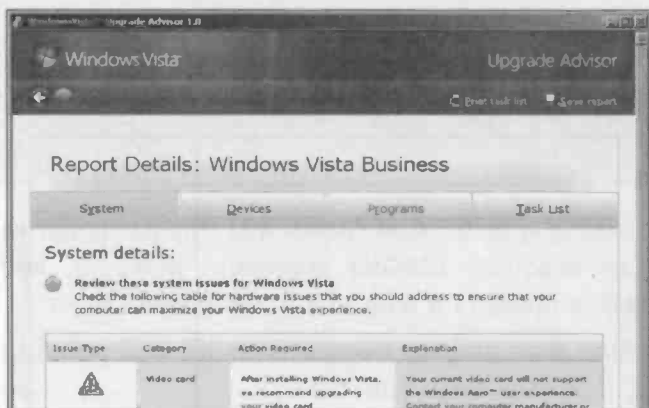 Upgrade Advisor 1.0
Windows Vista
Upgrade Advisor
Print task list
Save report
Report Details: Windows Vista Business
System
Devices
Programs
Task List
System details:
Review these system issues for Windows Vista
Check the following table for hardware issues that you should address to ensure that your
computer can maximize your Windows Vista experience.
Issue Type
Category
Action Required
Explanation
Video card
After installing Windows Vista,
we recommend upgrading
your video card
Your current video card will not support
the Windows Aero™ user experience.
Contact your computer manufacturer or